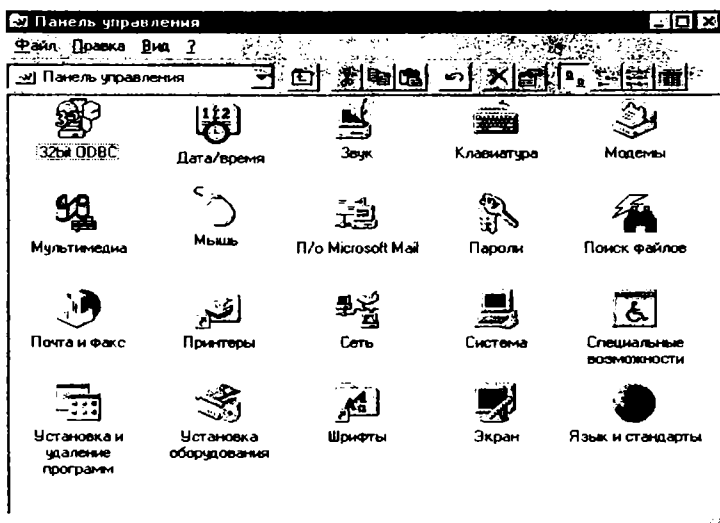 Панель управления
Файл Правка Вид ?
Панель управления
32bit ODBC
Дата/время
Звук
Клавиатура
Модемы
Мультимедиа
Мышь
П/о Microsoft Mail
Пароли
Поиск файлов
Почта и факс
Принтеры
Сеть
Система
Специальные
возможности
Установка и
удаление
программ
Установка
оборудования
Шрифты
Экран
Язык и стандарты